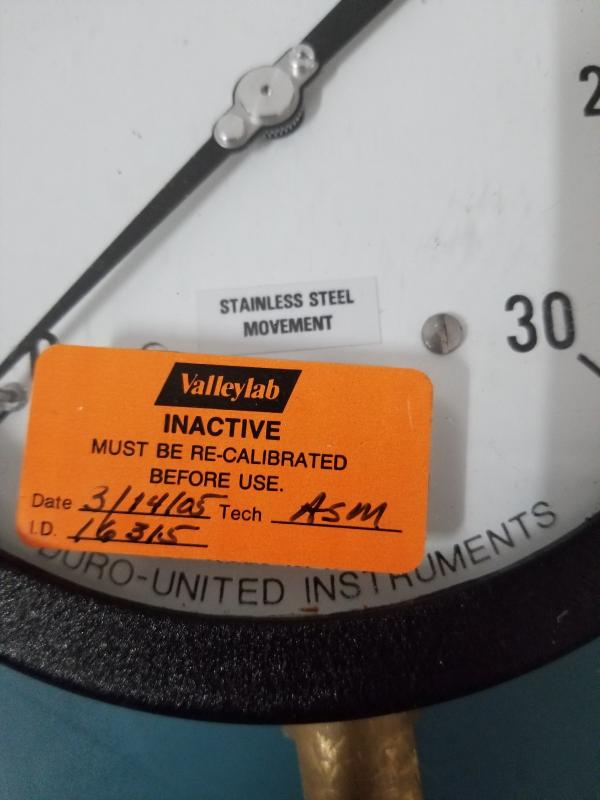 STAINLESS STEEL
MOVEMENT
30
Valleylab
INACTIVE
MUST BE RE-CALIBRATED
BEFORE USE.
Date 3/14/05 Tech ASM
I.D. 16315
DURO-UNITED INSTRUMENTS